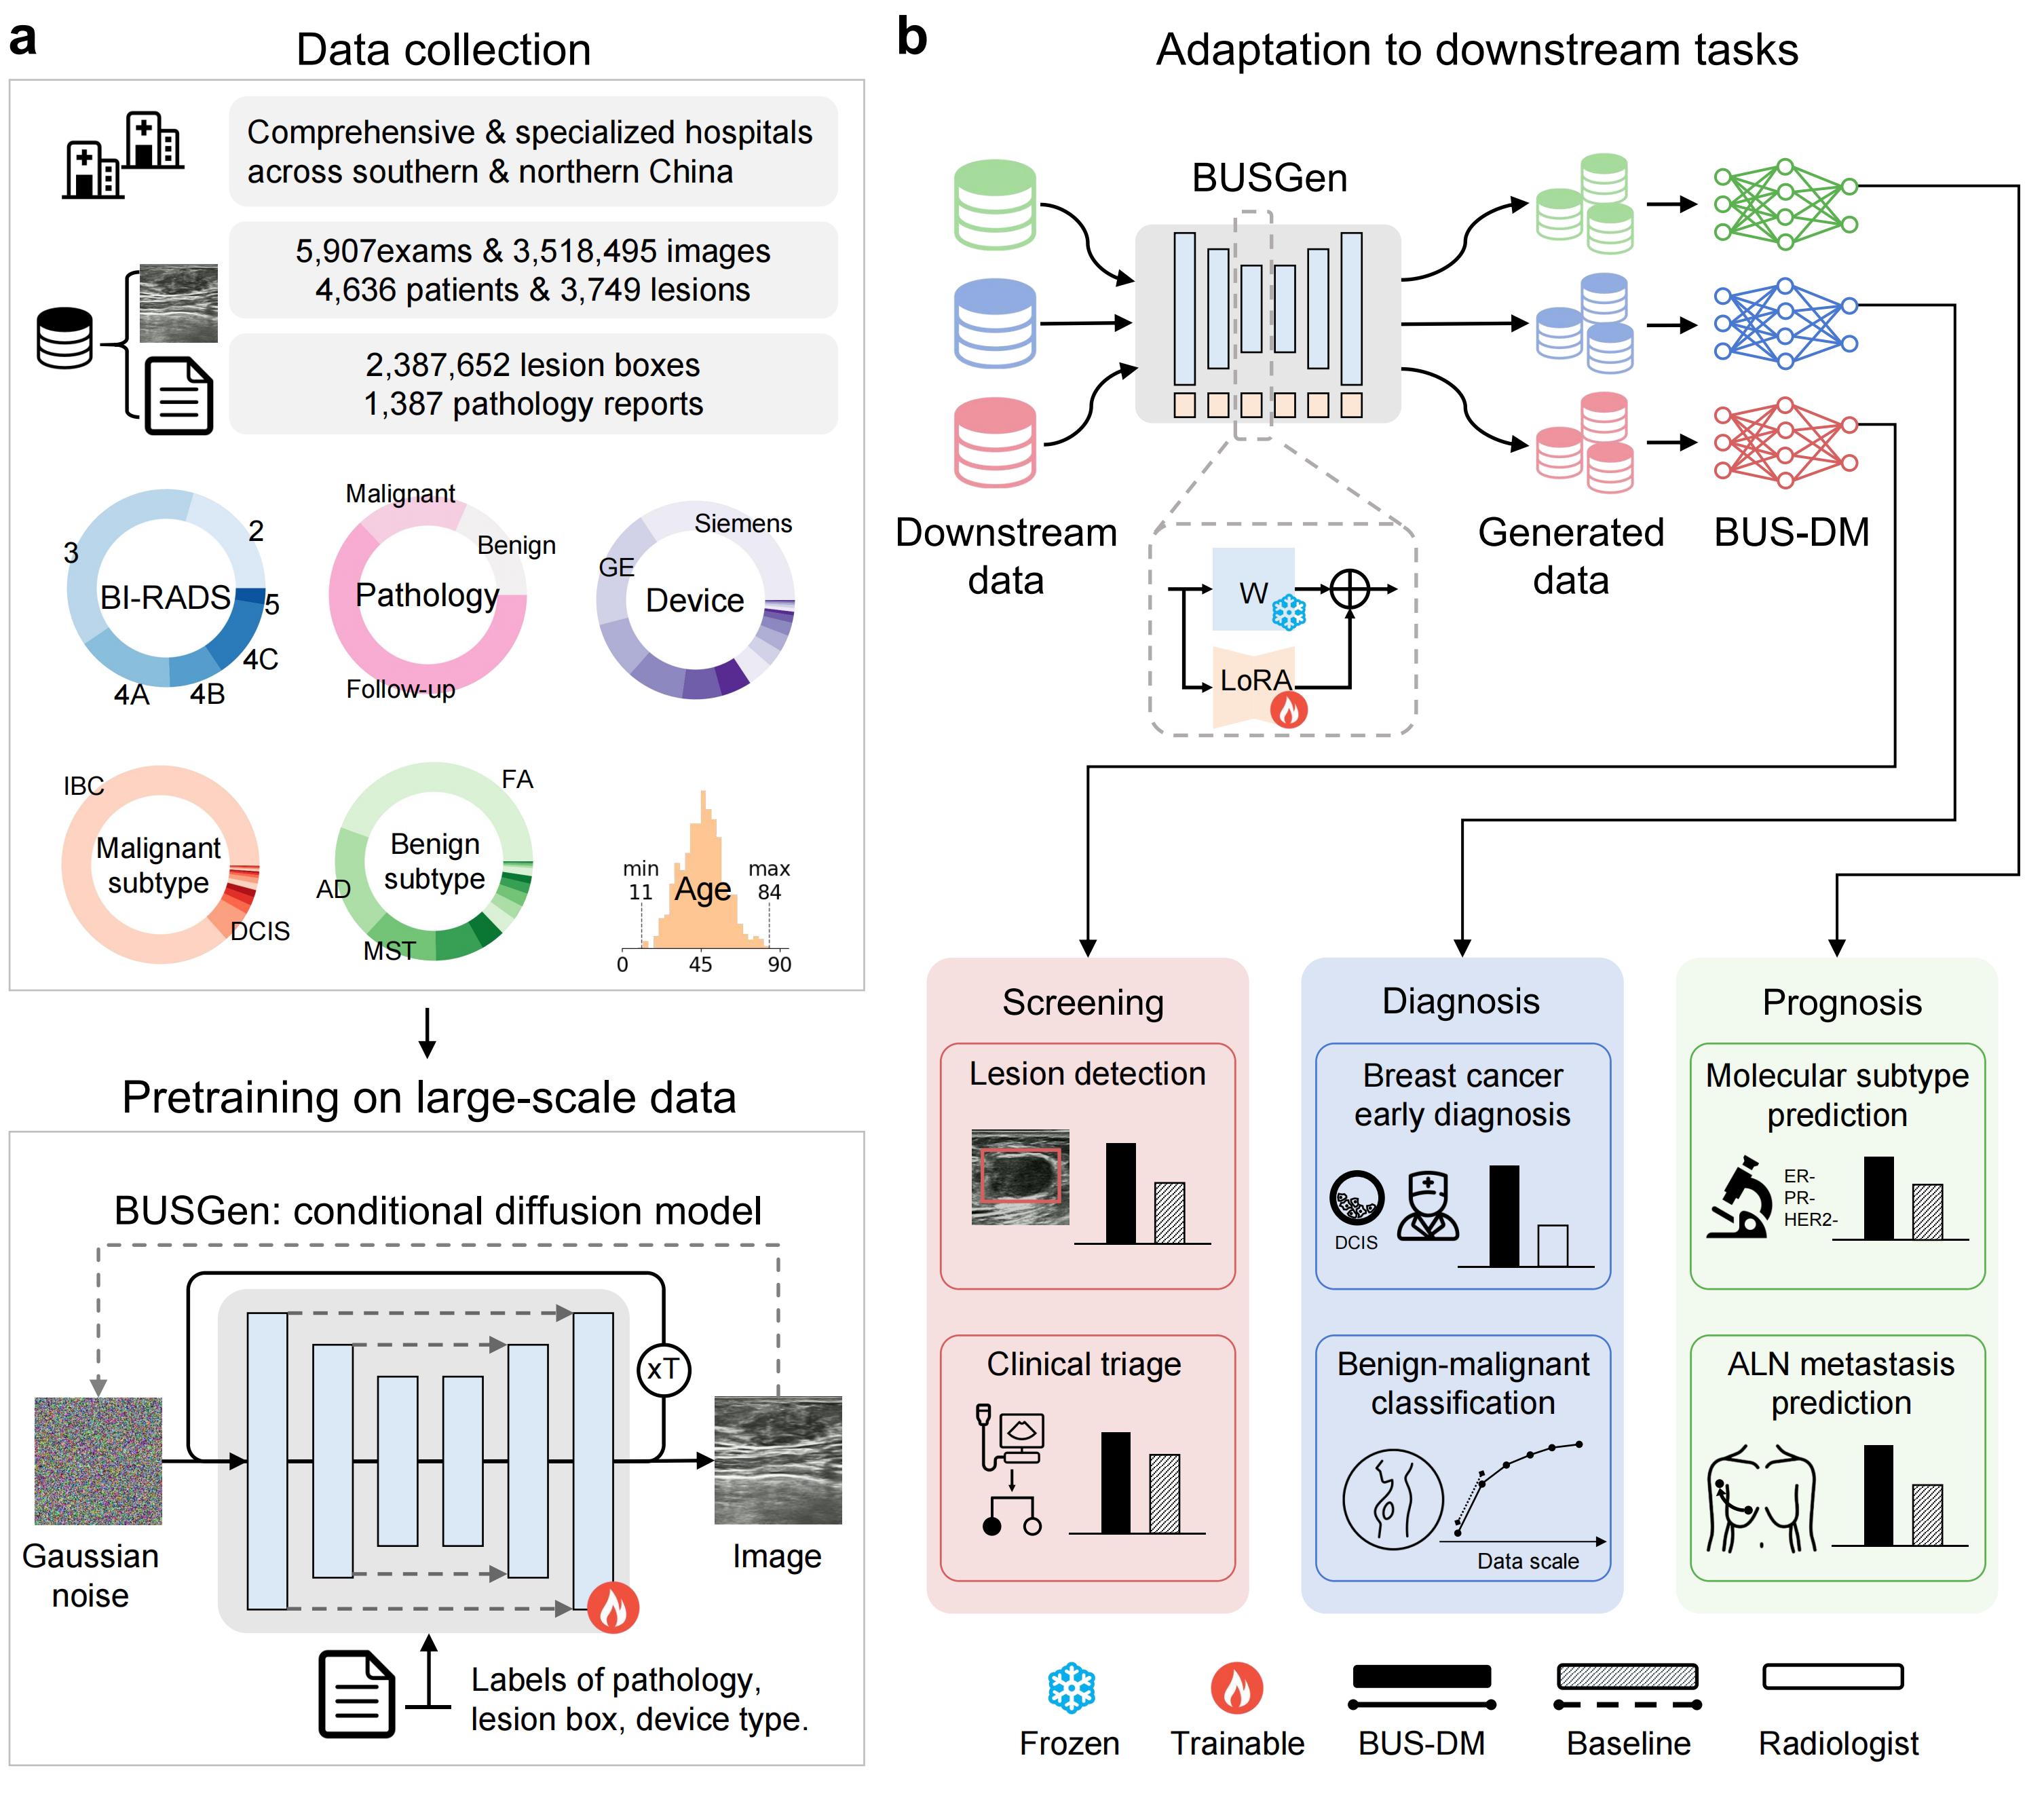 a
Data collection
Comprehensive & specialized hospitals
across southern & northern China
5,907exams & 3,518,495 images
4,636 patients & 3,749 lesions
2,387,652 lesion boxes
1,387 pathology reports
BI-RADS
2
3
4A
4B
4C
5
Pathology
Malignant
Benign
Follow-up
Device
Siemens
GE
Malignant
subtype
IBC
DCIS
Benign
subtype
FA
AD
MST
Age
min
11
max
84
0
45
90
Pretraining on large-scale data
BUSGen: conditional diffusion model
xT
Gaussian
noise
Image
Labels of pathology,
lesion box, device type.
b
Adaptation to downstream tasks
BUSGen
Downstream
data
Generated
data
BUS-DM
W
LoRA
Screening
Lesion detection
Clinical triage
Diagnosis
Breast cancer
early diagnosis
DCIS
Benign-malignant
classification
Data scale
Prognosis
Molecular subtype
prediction
ER-
PR-
HER2-
ALN metastasis
prediction
Frozen
Trainable
BUS-DM
Baseline
Radiologist